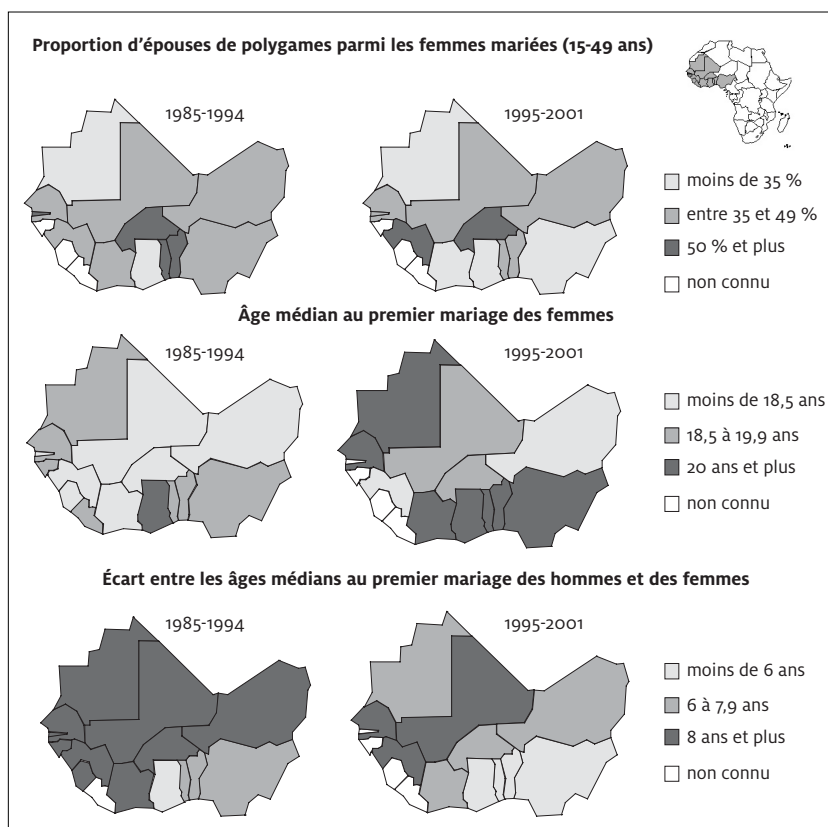 Proportion d'épouses de polygames parmi les femmes mariées (15-49 ans)
1985-1994
1995-2001
moins de 35 %
entre 35 et 49 %
50 % et plus
non connu
Âge médian au premier mariage des femmes
1985-1994
1995-2001
moins de 18,5 ans
18,5 à 19,9 ans
20 ans et plus
non connu
Écart entre les âges médians au premier mariage des hommes et des femmes
1985-1994
1995-2001
moins de 6 ans
6 à 7,9 ans
8 ans et plus
non connu